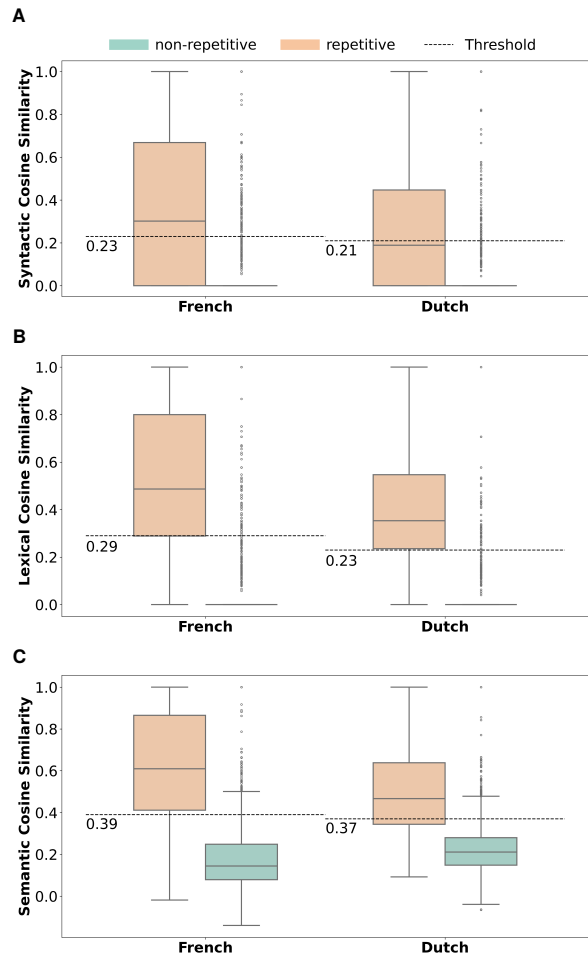 A
non-repetitive repetitive Threshold
Syntactic Cosine Similarity
1.0
0.8
0.6
0.4
0.2
0.0
0.23
0.21
French Dutch
B
Lexical Cosine Similarity
1.0
0.8
0.6
0.4
0.2
0.0
0.29
0.23
French Dutch
C
Semantic Cosine Similarity
1.0
0.8
0.6
0.4
0.2
0.0
0.39
0.37
French Dutch